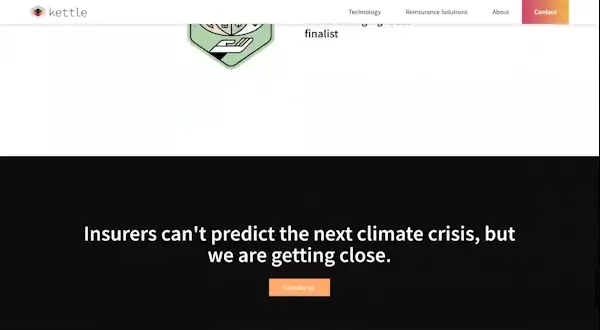 kettle
Technology Reinsurance Solutions About Contact
finalist
Insurers can't predict the next climate crisis, but
we are getting close.
Contact Us